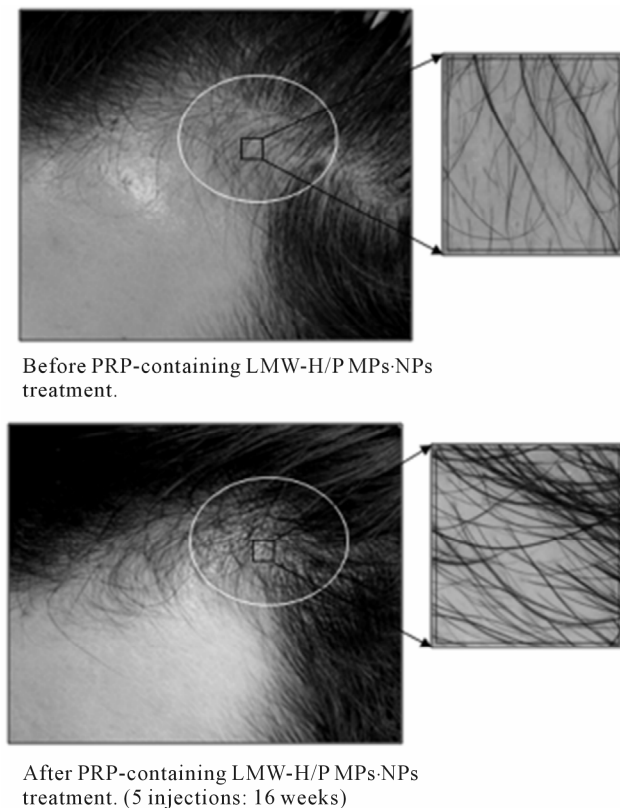 Before PRP-containing LMW-H/P MPs·NPs
treatment.
After PRP-containing LMW-H/P MPs·NPs
treatment. (5 injections: 16 weeks)